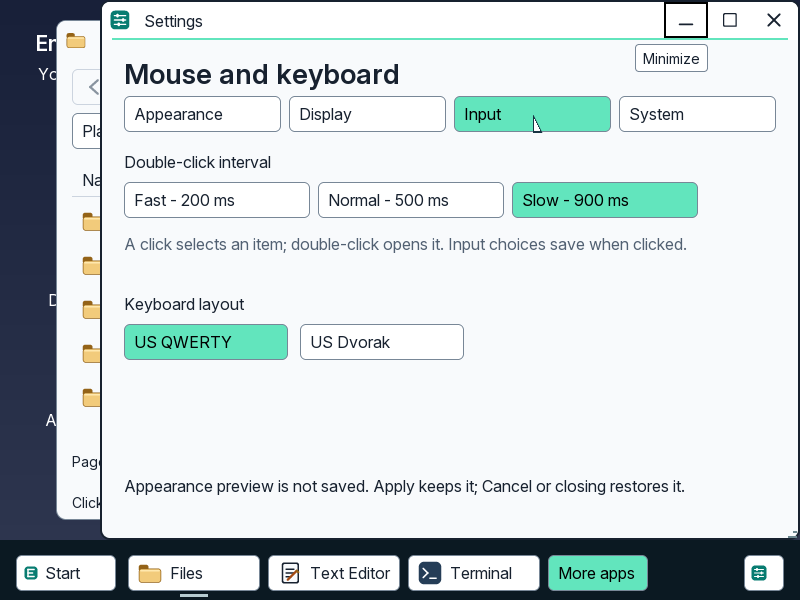 Settings
Minimize
Mouse and keyboard
Appearance
Display
Input
System
Double-click interval
Fast - 200 ms
Normal - 500 ms
Slow - 900 ms
A click selects an item; double-click opens it. Input choices save when clicked.
Keyboard layout
US QWERTY
US Dvorak
Appearance preview is not saved. Apply keeps it; Cancel or closing restores it.
Page
Click
Start
Files
Text Editor
Terminal
More apps